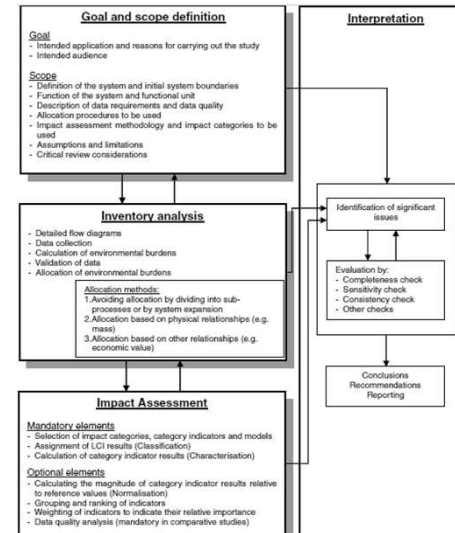 Goal and scope definition
Goal
- Intended application and reasons for carrying out the study
- Intended audience
Scope
- Definition of the system and initial system boundaries
- Function of the system and functional unit
- Description of data requirements and data quality
- Allocation procedures to be used
- Impact assessment methodology and impact categories to be
used
- Assumptions and limitations
- Critical review considerations
Inventory analysis
- Detailed flow diagrams
- Data collection
- Calculation of environmental burdens
- Validation of data
- Allocation of environmental burdens
Allocation methods:
1.Avoiding allocation by dividing into sub-
processes or by system expansion
2.Allocation based on physical relationships (e.g.
mass)
3.Allocation based on other relationships (e.g.
economic value)
Impact Assessment
Mandatory elements
- Selection of impact categories, category indicators and models
- Assignment of LCI results (Classification)
- Calculation of category indicator results (Characterisation)
Optional elements
- Calculating the magnitude of category indicator results relative
to reference values (Normalisation)
- Grouping and ranking of indicators
- Weighting of indicators to indicate their relative importance
- Data quality analysis (mandatory in comparative studies)
Interpretation
Identification of significant
issues
Evaluation by:
- Completeness check
- Sensitivity check
- Consistency check
- Other checks
Conclusions
Recommendations
Reporting